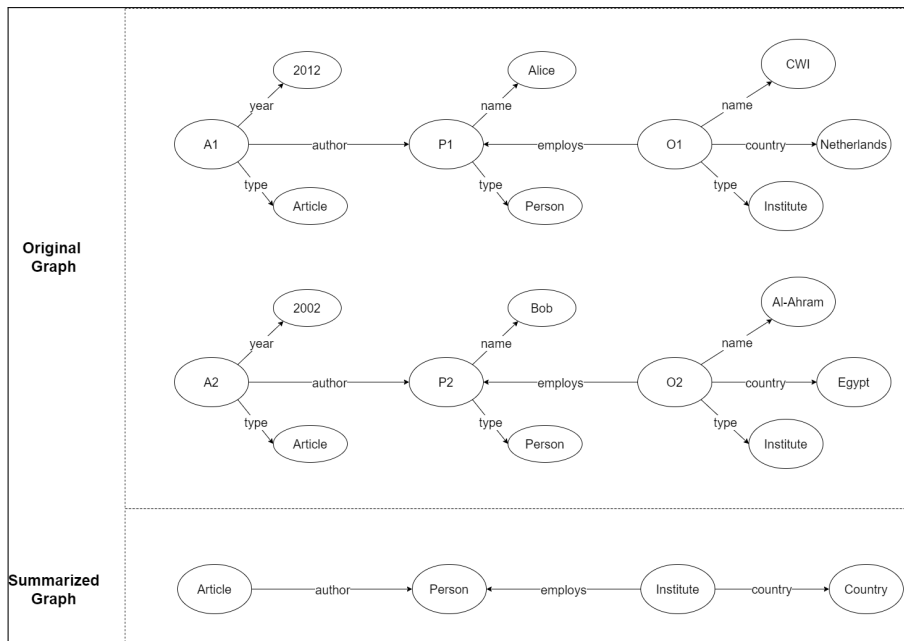 2012
Alice
CWI
year
name
name
A1
author
P1
employs
O1
country
Netherlands
type
type
type
Article
Person
Institute
Original
Graph
2002
Bob
Al-Ahram
year
name
name
A2
author
P2
employs
O2
country
Egypt
type
type
type
Article
Person
Institute
Summarized
Graph
Article
author
Person
employs
Institute
country
Country